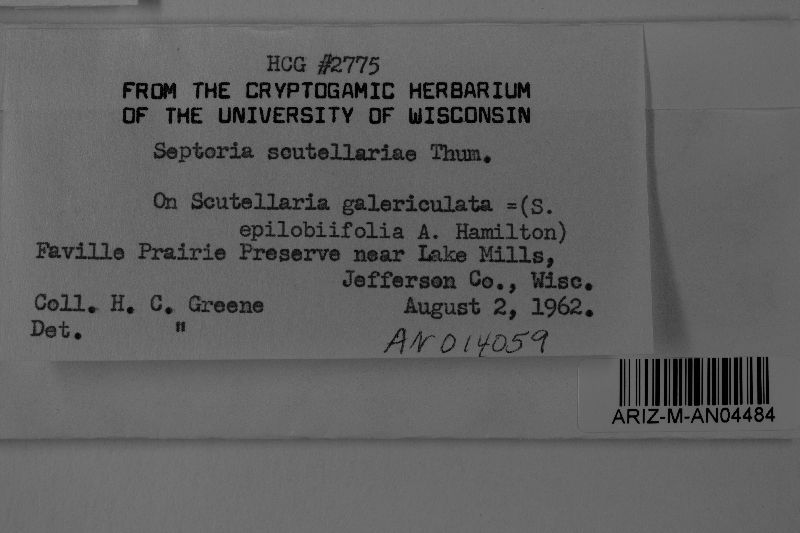 HCG #2775
FROM THE CRYPTOGAMIC HERBARIUM
OF THE UNIVERSITY OF WISCONSIN
Septoria scutellariae Thum.
On Scutellaria galericulata =(S.
epilobiifolia A. Hamilton)
Faville Prairie Preserve near Lake Mills,
Jefferson Co., Wisc.
Coll. H. C. Greene August 2, 1962.
Det. "
AN014059
ARIZ-M-AN04484